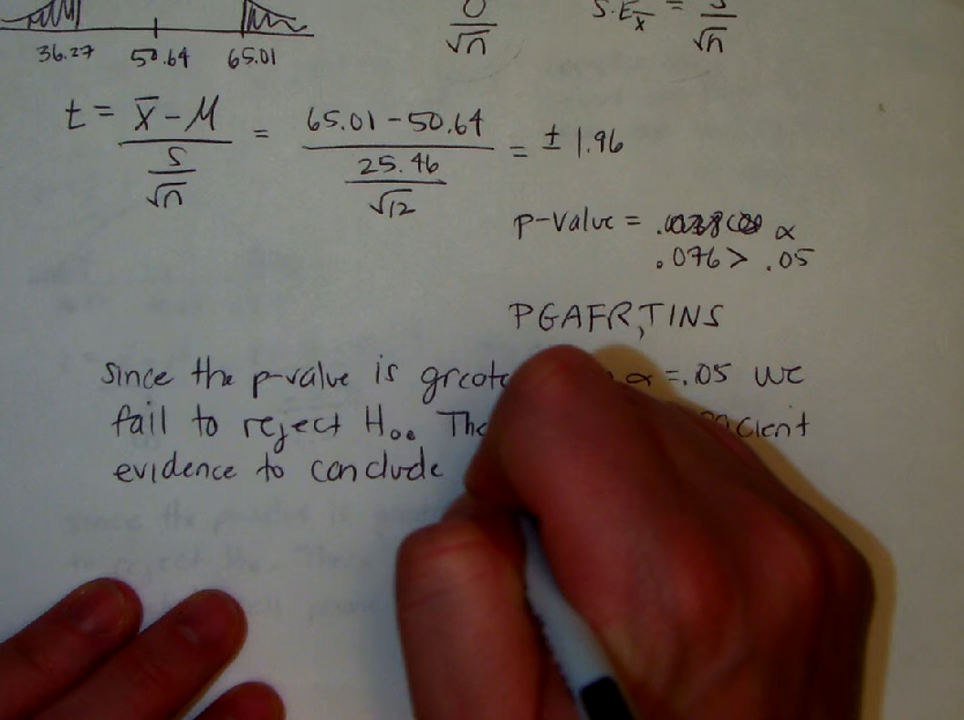 36.27 50.64 65.01
σ/√n
S.E x̄ = s/√n
t = (x̄ - μ)/(s/√n) = (65.01 - 50.64)/(25.46/√12) = ± 1.96
p-value = α
.076 > .05
PGAFR, TINS
since the p-value is α = .05 we
fail to reject H₀.
evidence to conclude